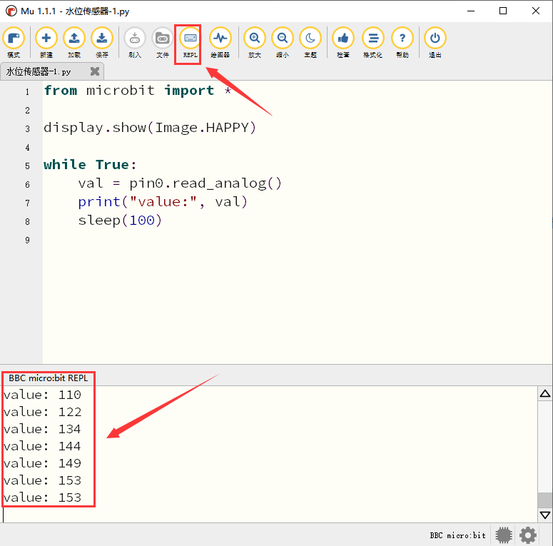 Mu 1.1.1 - 水位传感器-1.py
模式 新建 加载 保存 刷入 文件 REPL 绘图器 放大 缩小 主题 检查 格式化 帮助 退出
水位传感器-1.py
1 from microbit import *
2
3 display.show(Image.HAPPY)
4
5 while True:
6 val = pin0.read_analog()
7 print("value:", val)
8 sleep(100)
9
BBC micro:bit REPL
value: 110
value: 122
value: 134
value: 144
value: 149
value: 153
value: 153
BBC micro:bit